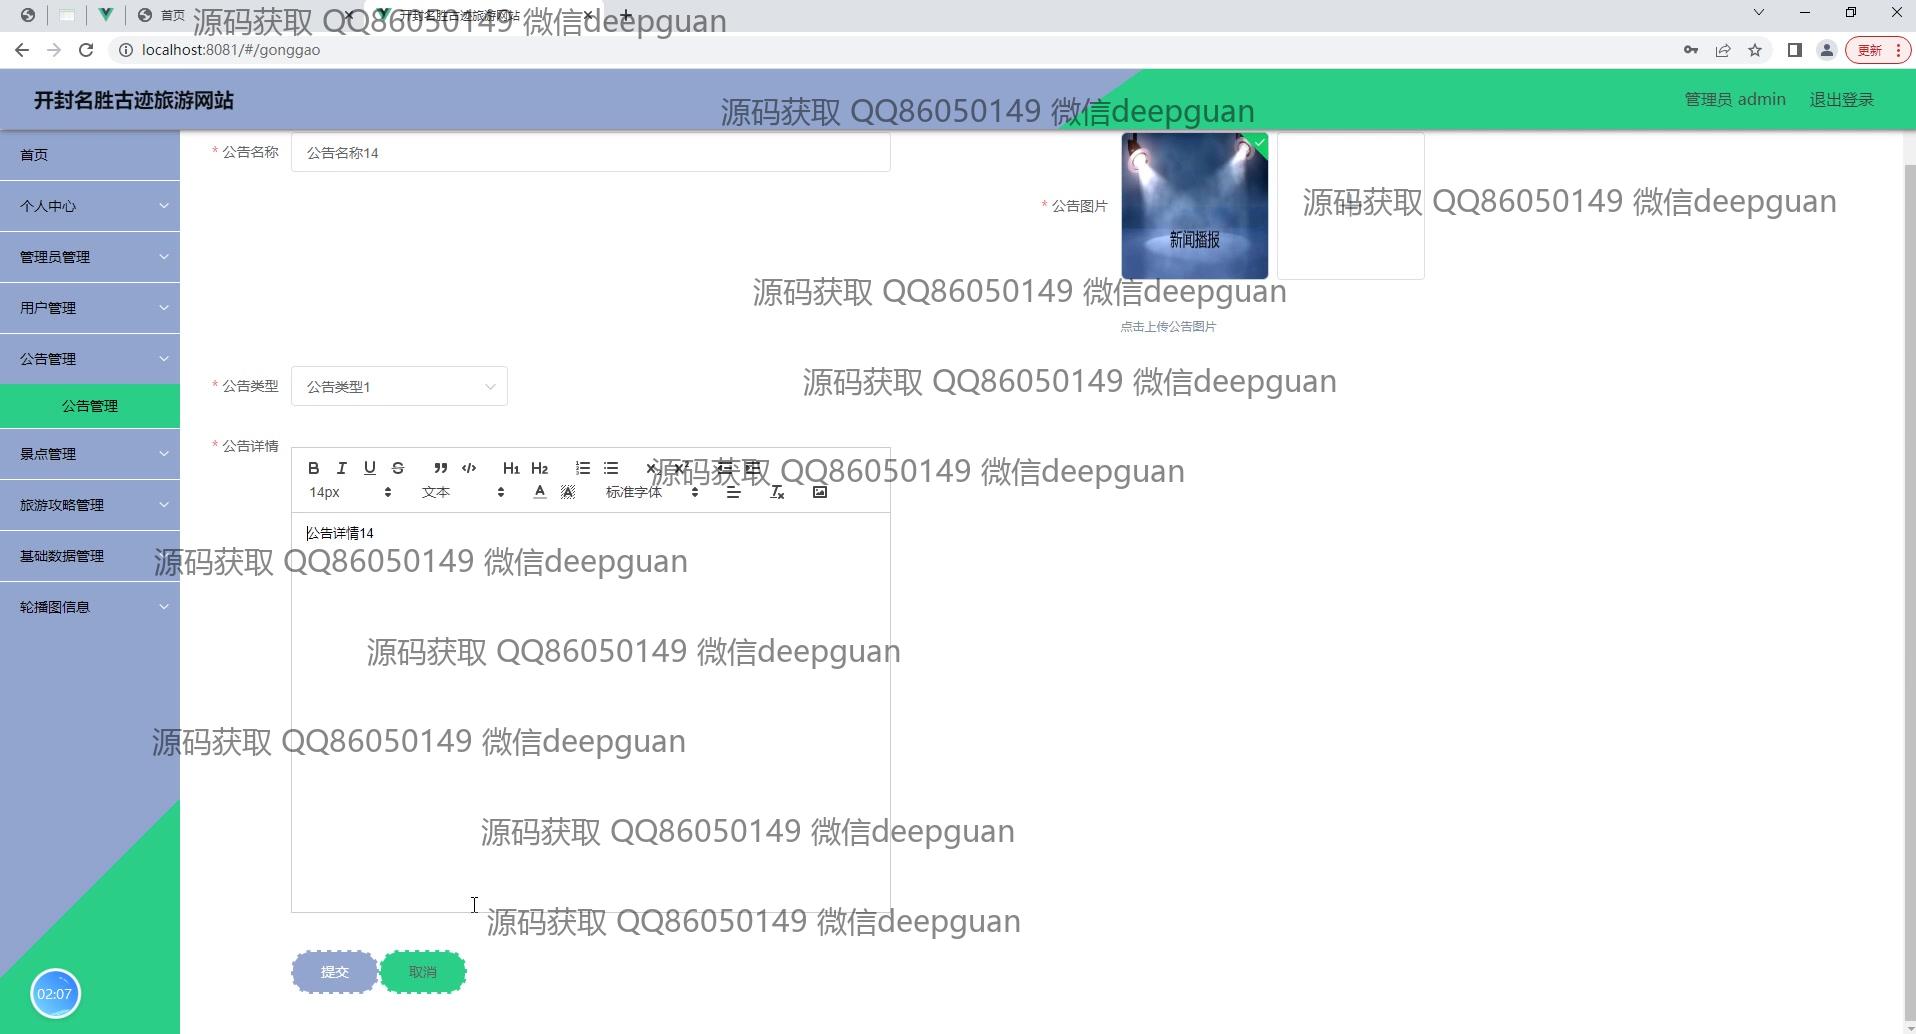 首页
开封名胜古迹旅游网站
源码获取 QQ86050149 微信deepguan
localhost:8081/#/gonggao
更新
开封名胜古迹旅游网站
源码获取 QQ86050149 微信deepguan
管理员 admin
退出登录
首页
个人中心
管理员管理
用户管理
公告管理
公告管理
景点管理
旅游攻略管理
基础数据管理
轮播图信息
* 公告名称
公告名称14
* 公告图片
新闻播报
源码获取 QQ86050149 微信deepguan
源码获取 QQ86050149 微信deepguan
点击上传公告图片
* 公告类型
公告类型1
源码获取 QQ86050149 微信deepguan
* 公告详情
B I U S H1 H2
源码获取 QQ86050149 微信deepguan
14px 文本 标准字体
公告详情14
源码获取 QQ86050149 微信deepguan
源码获取 QQ86050149 微信deepguan
源码获取 QQ86050149 微信deepguan
源码获取 QQ86050149 微信deepguan
源码获取 QQ86050149 微信deepguan
提交
取消
02:07